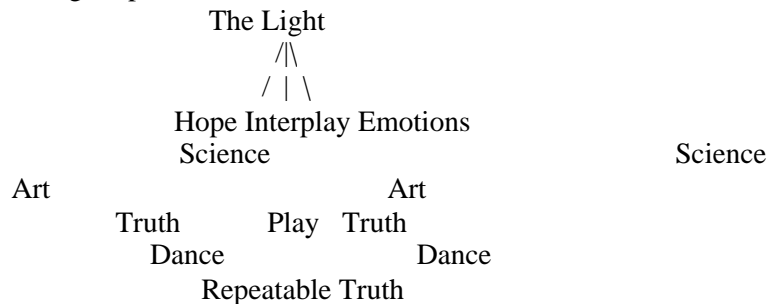 The Light
/|\
/ | \
Hope Interplay Emotions
Science Science
Art Art
Truth Play Truth
Dance Dance
Repeatable Truth